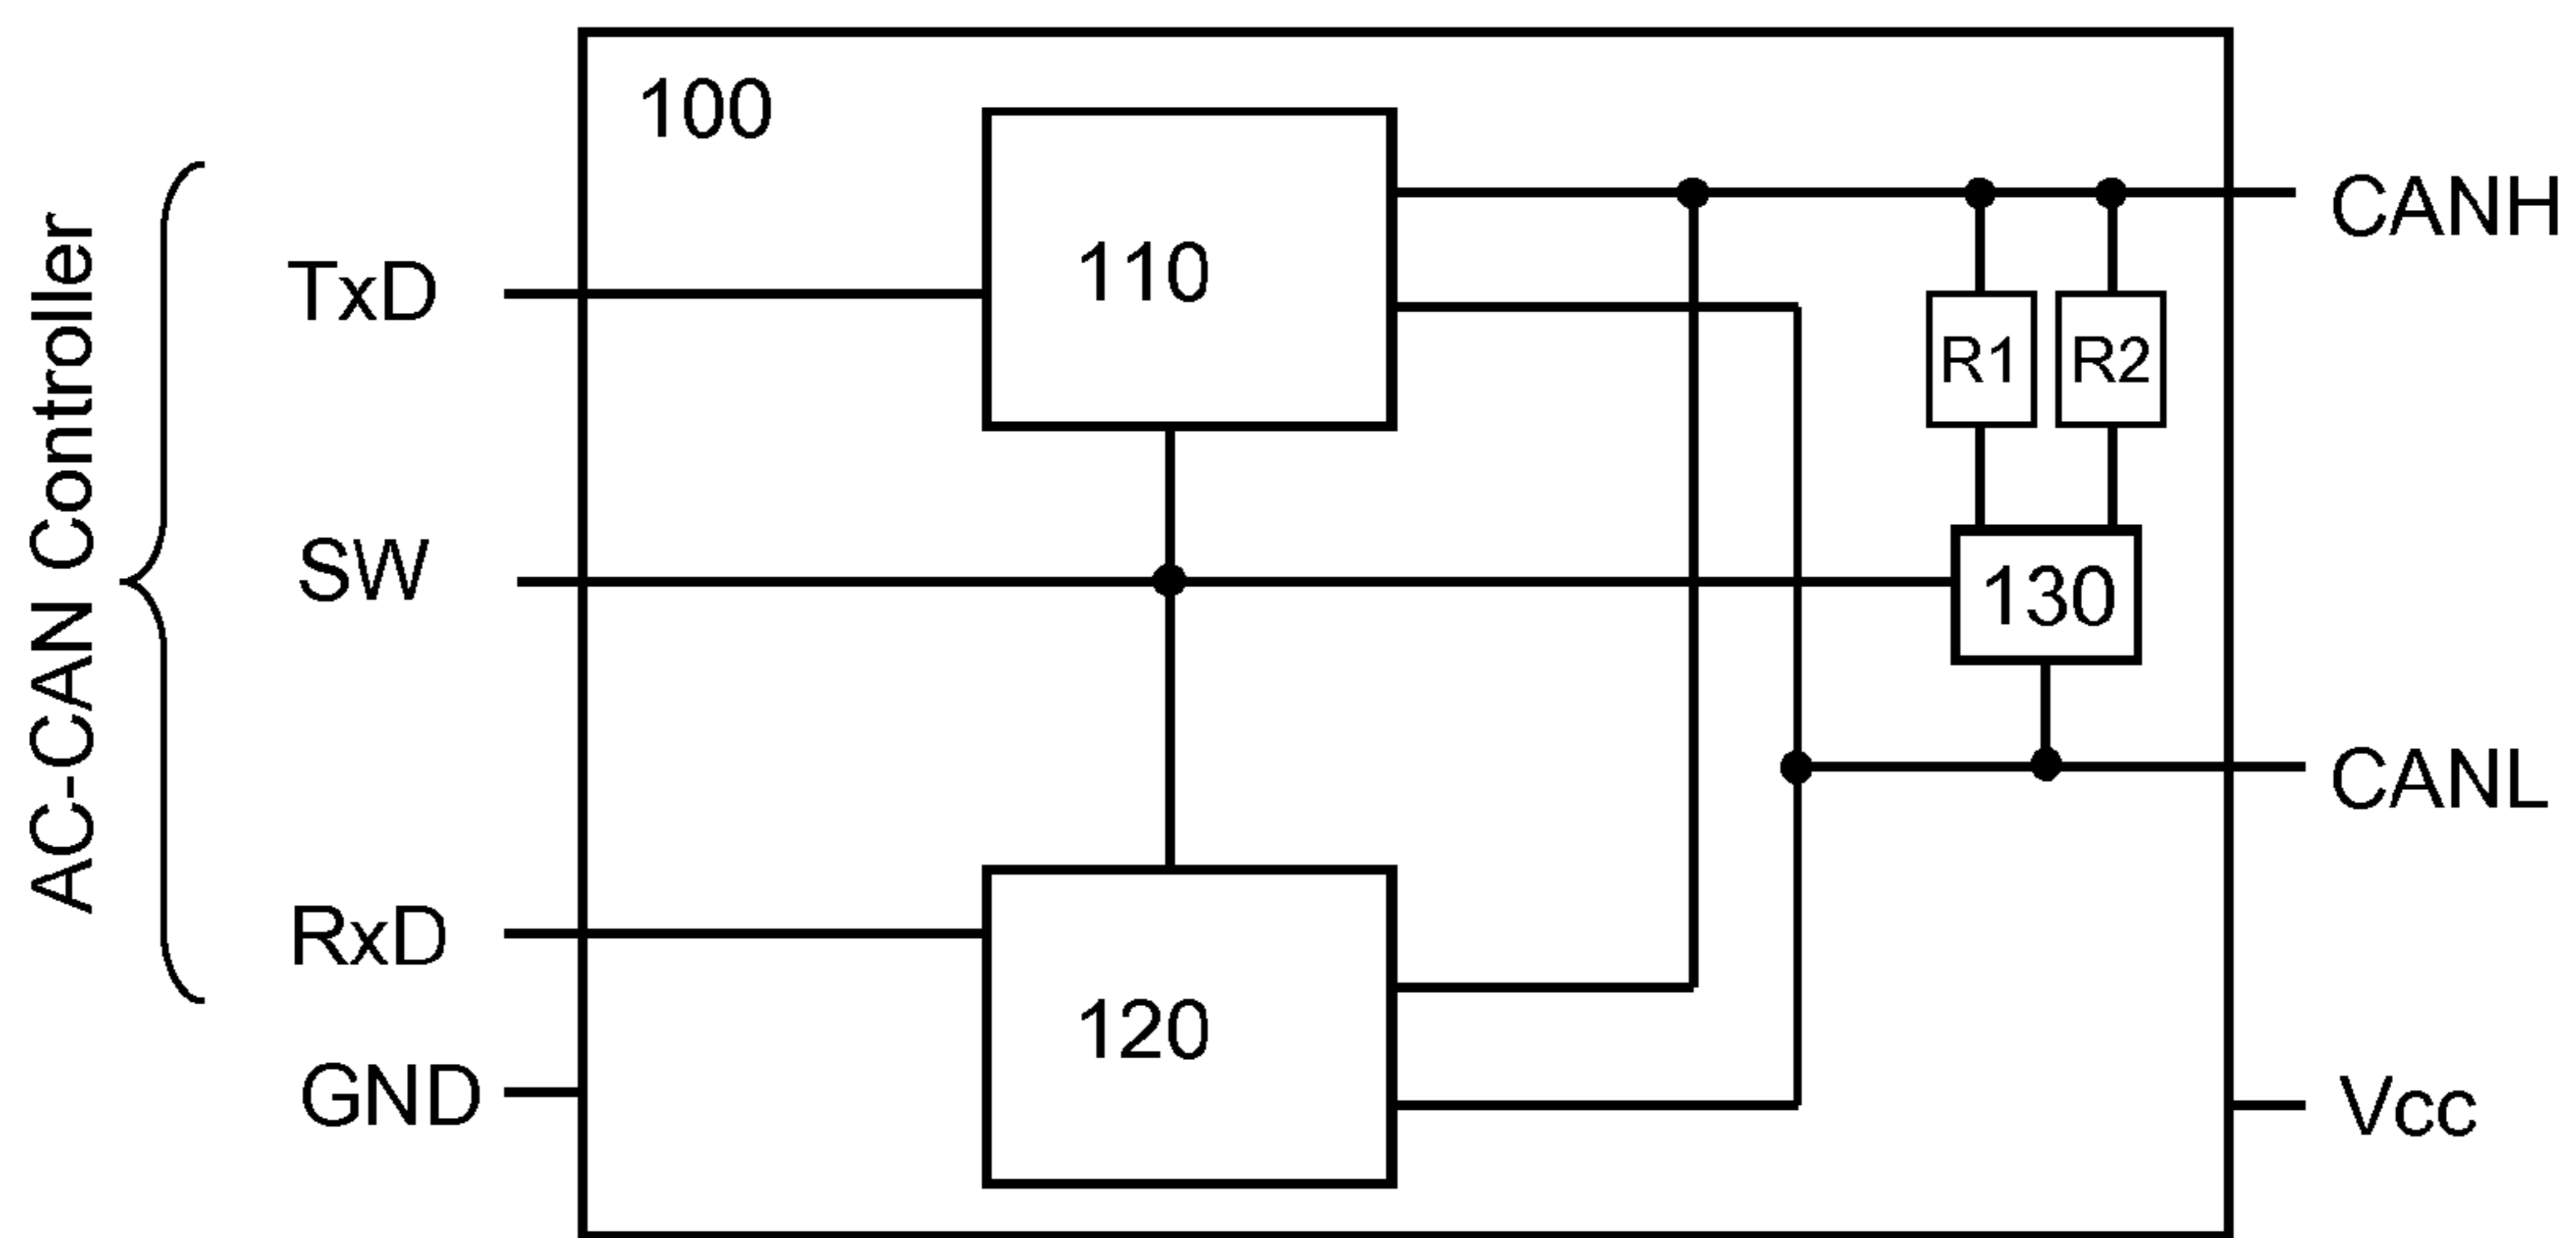 AC-CAN Controller
100
110
TxD
CANH
R1
R2
SW
130
CANL
RxD
120
GND
Vcc